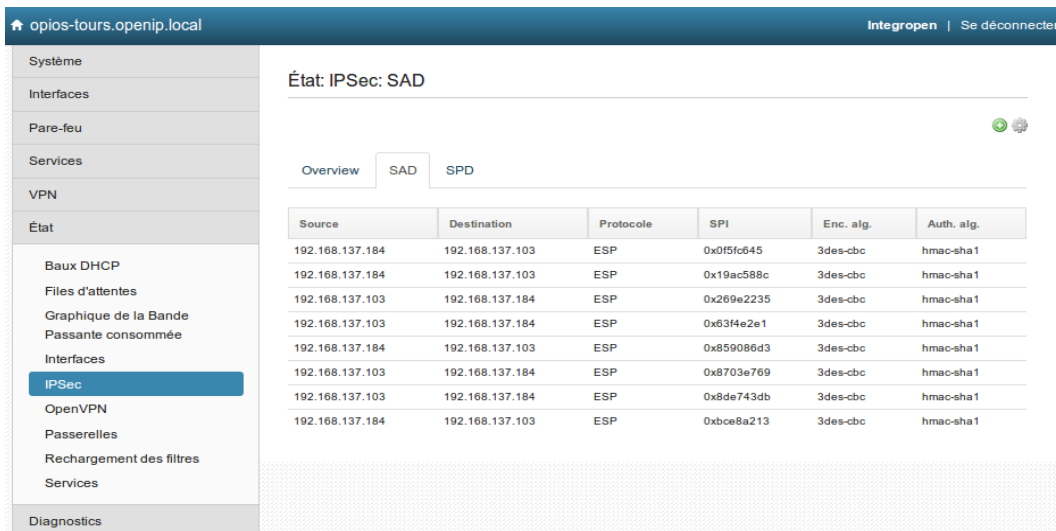 opios-tours.openip.local
Integropen | Se déconnecter
Système
Interfaces
Pare-feu
Services
VPN
État
Baux DHCP
Files d'attentes
Graphique de la Bande
Passante consommée
Interfaces
IPSec
OpenVPN
Passerelles
Rechargement des filtres
Services
Diagnostics
État: IPSec: SAD
Overview SAD SPD
Source Destination Protocole SPI Enc. alg. Auth. alg.
192.168.137.184 192.168.137.103 ESP 0x0f5fc645 3des-cbc hmac-sha1
192.168.137.184 192.168.137.103 ESP 0x19ac588c 3des-cbc hmac-sha1
192.168.137.103 192.168.137.184 ESP 0x269e2235 3des-cbc hmac-sha1
192.168.137.103 192.168.137.184 ESP 0x63f4e2e1 3des-cbc hmac-sha1
192.168.137.184 192.168.137.103 ESP 0x859086d3 3des-cbc hmac-sha1
192.168.137.103 192.168.137.184 ESP 0x8703e769 3des-cbc hmac-sha1
192.168.137.103 192.168.137.184 ESP 0x8de743db 3des-cbc hmac-sha1
192.168.137.184 192.168.137.103 ESP 0xbce8a213 3des-cbc hmac-sha1